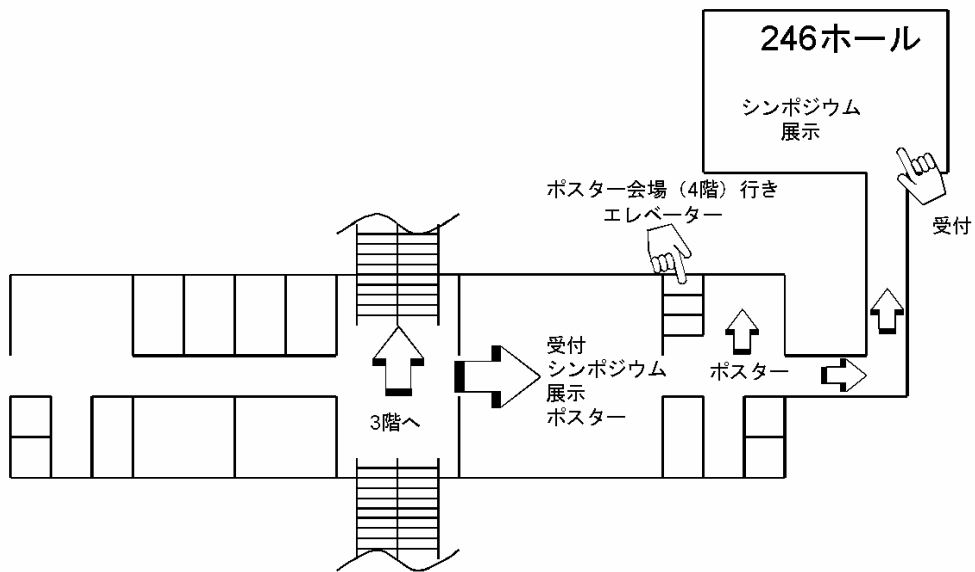 246ホール
シンポジウム
展示
ポスター会場（4階）行き
エレベーター
受付
受付
シンポジウム
展示
ポスター
ポスター
3階へ